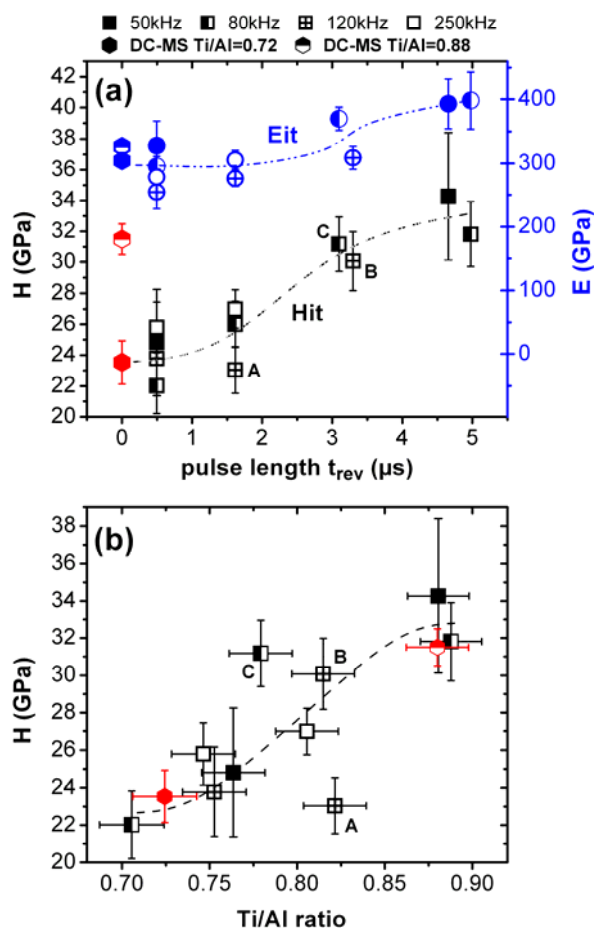 50kHz 80kHz 120kHz 250kHz
DC-MS Ti/Al=0.72 DC-MS Ti/Al=0.88
(a)
42
40
38
36
34
32
30
28
26
24
22
20
H (GPa)
Eit
Hit
C
B
A
400
300
200
100
0
E (GPa)
0 1 2 3 4 5
pulse length trev (µs)
(b)
38
36
34
32
30
28
26
24
22
20
H (GPa)
C
B
A
0.70 0.75 0.80 0.85 0.90
Ti/Al ratio